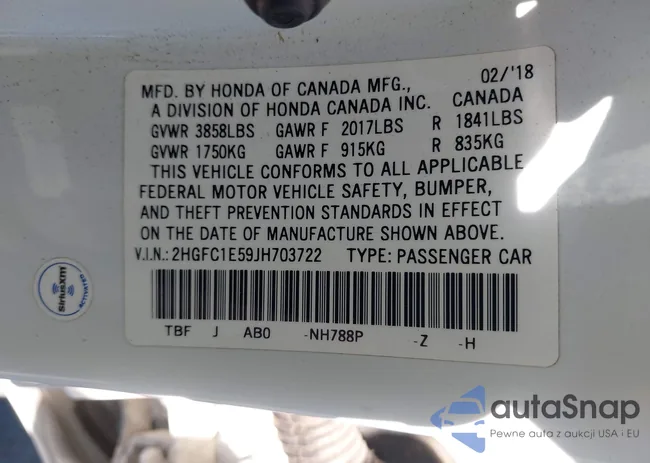 MFD. BY HONDA OF CANADA MFG., 02/'18
A DIVISION OF HONDA CANADA INC. CANADA
GVWR 3858LBS GAWR F 2017LBS R 1841LBS
GVWR 1750KG GAWR F 915KG R 835KG
THIS VEHICLE CONFORMS TO ALL APPLICABLE
FEDERAL MOTOR VEHICLE SAFETY, BUMPER,
AND THEFT PREVENTION STANDARDS IN EFFECT
ON THE DATE OF MANUFACTURE SHOWN ABOVE.
V.I.N.: 2HGFC1E59JH703722 TYPE: PASSENGER CAR
TBF J AB0 -NH788P -Z -H
SiriusXM
ACTIVATED
autaSnap
Pewne auta z aukcji USA i EU